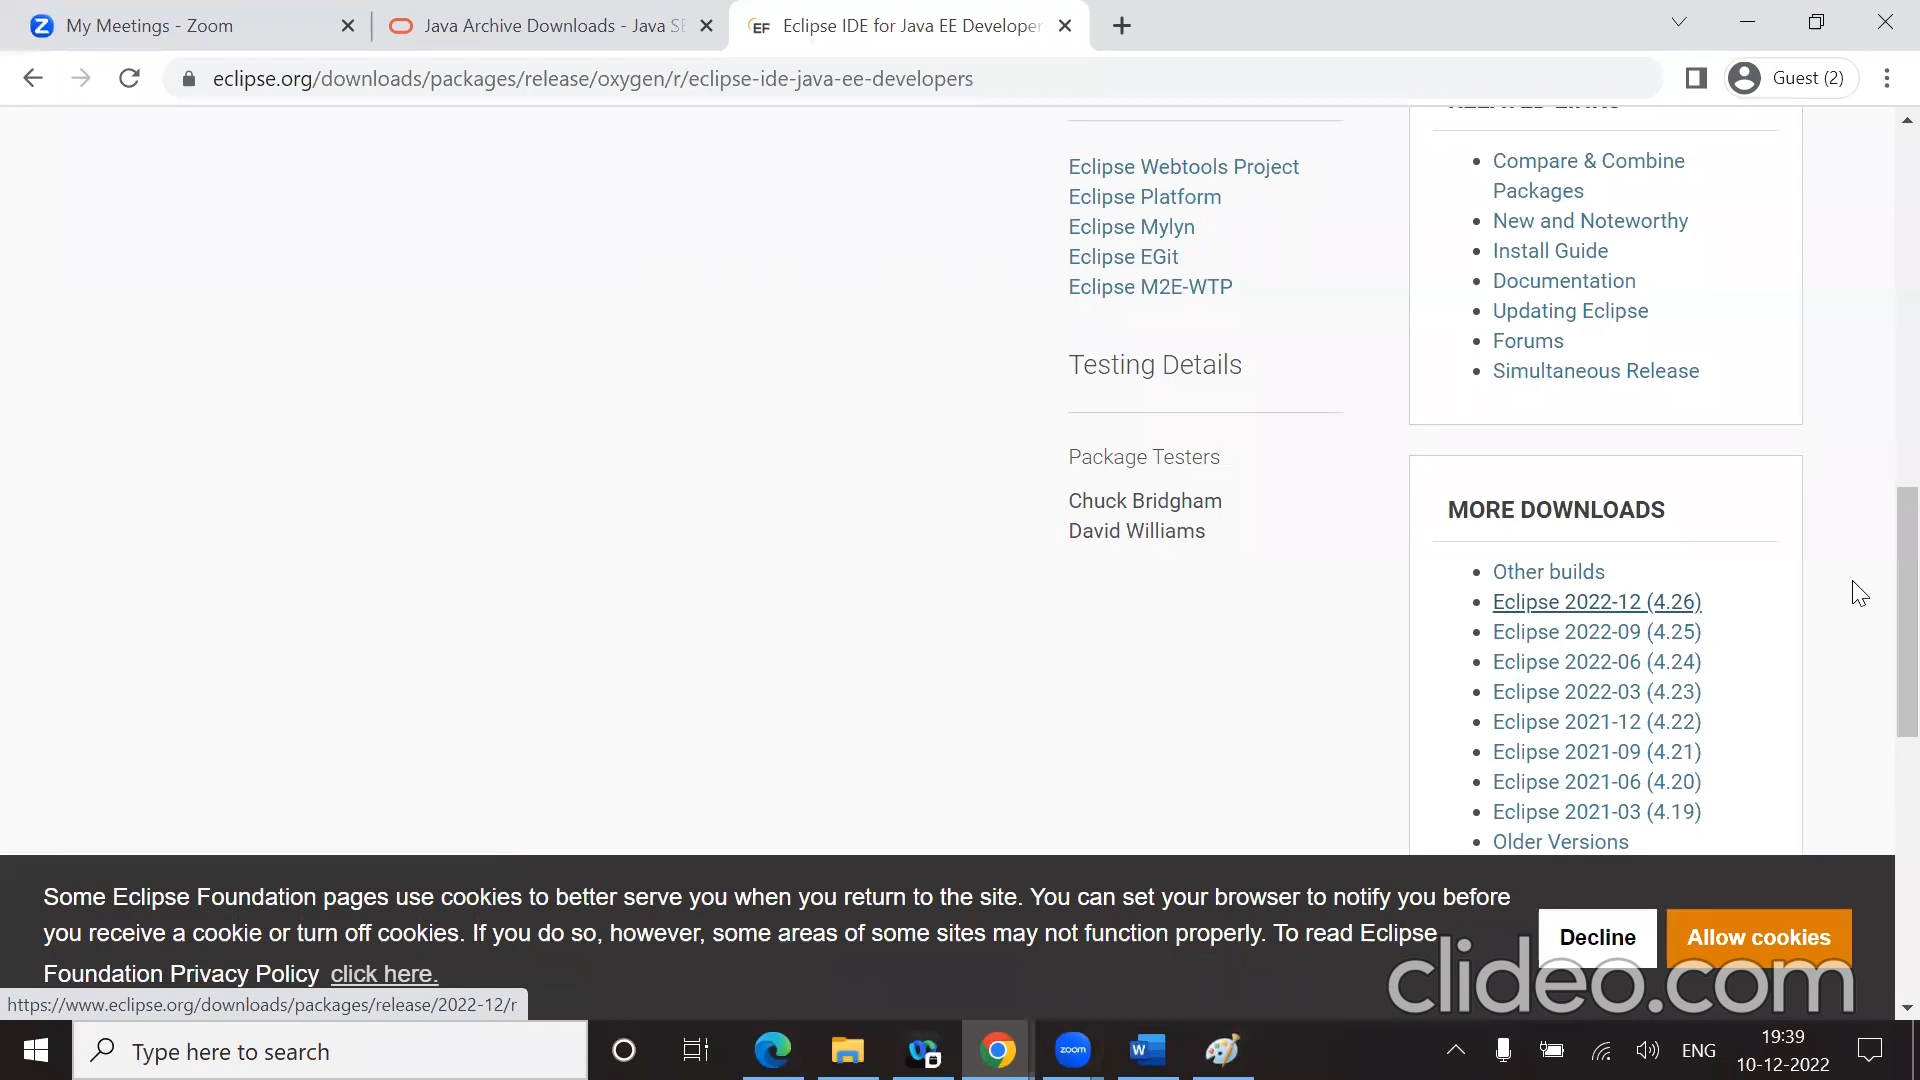 My Meetings - Zoom
Java Archive Downloads - Java SE
EF Eclipse IDE for Java EE Developer
eclipse.org/downloads/packages/release/oxygen/r/eclipse-ide-java-ee-developers
Guest (2)
Eclipse Webtools Project
Eclipse Platform
Eclipse Mylyn
Eclipse EGit
Eclipse M2E-WTP
Testing Details
Package Testers
Chuck Bridgham
David Williams
RELATED LINKS
Compare & Combine
Packages
New and Noteworthy
Install Guide
Documentation
Updating Eclipse
Forums
Simultaneous Release
MORE DOWNLOADS
Other builds
Eclipse 2022-12 (4.26)
Eclipse 2022-09 (4.25)
Eclipse 2022-06 (4.24)
Eclipse 2022-03 (4.23)
Eclipse 2021-12 (4.22)
Eclipse 2021-09 (4.21)
Eclipse 2021-06 (4.20)
Eclipse 2021-03 (4.19)
Older Versions
Some Eclipse Foundation pages use cookies to better serve you when you return to the site. You can set your browser to notify you before
you receive a cookie or turn off cookies. If you do so, however, some areas of some sites may not function properly. To read Eclipse
Foundation Privacy Policy click here.
Decline
Allow cookies
clideo.com
https://www.eclipse.org/downloads/packages/release/2022-12/r
Type here to search
zoom
W
ENG
19:39
10-12-2022